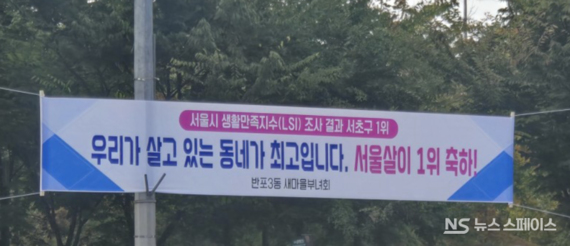 서울시 생활만족지수(LSI) 조사 결과 서초구 1위
우리가 살고 있는 동네가 최고입니다. 서울살이 1위 축하!
반포3동 새마을부녀회
NS 뉴스스페이스